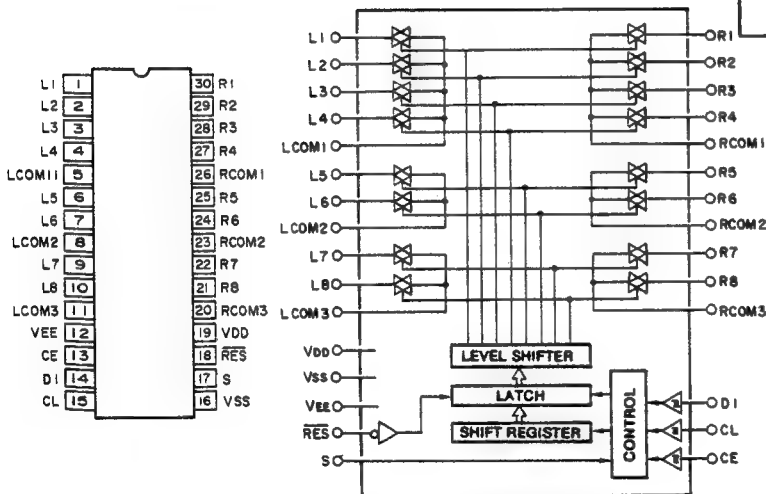 L1 1 30 R1
L2 2 29 R2
L3 3 28 R3
L4 4 27 R4
LCOM11 5 26 RCOM1
L5 6 25 R5
L6 7 24 R6
LCOM2 8 23 RCOM2
L7 9 22 R7
L8 10 21 R8
LCOM3 11 20 RCOM3
VEE 12 19 VDD
CE 13 18 RES
DI 14 17 S
CL 15 16 VSS
L1 R1
L2 R2
L3 R3
L4 R4
LCOM1 RCOM1
L5 R5
L6 R6
LCOM2 RCOM2
L7 R7
L8 R8
LCOM3 RCOM3
VDD
LEVEL SHIFTER
VSS
LATCH
VEE
RES
SHIFT REGISTER
S
CONTROL
DI
CL
CE